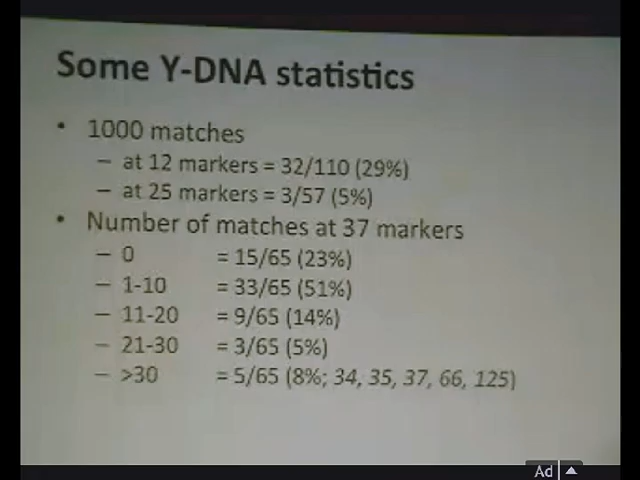 Some Y-DNA statistics
• 1000 matches
– at 12 markers = 32/110 (29%)
– at 25 markers = 3/57 (5%)
• Number of matches at 37 markers
– 0 = 15/65 (23%)
– 1-10 = 33/65 (51%)
– 11-20 = 9/65 (14%)
– 21-30 = 3/65 (5%)
– >30 = 5/65 (8%; 34, 35, 37, 66, 125)
Ad